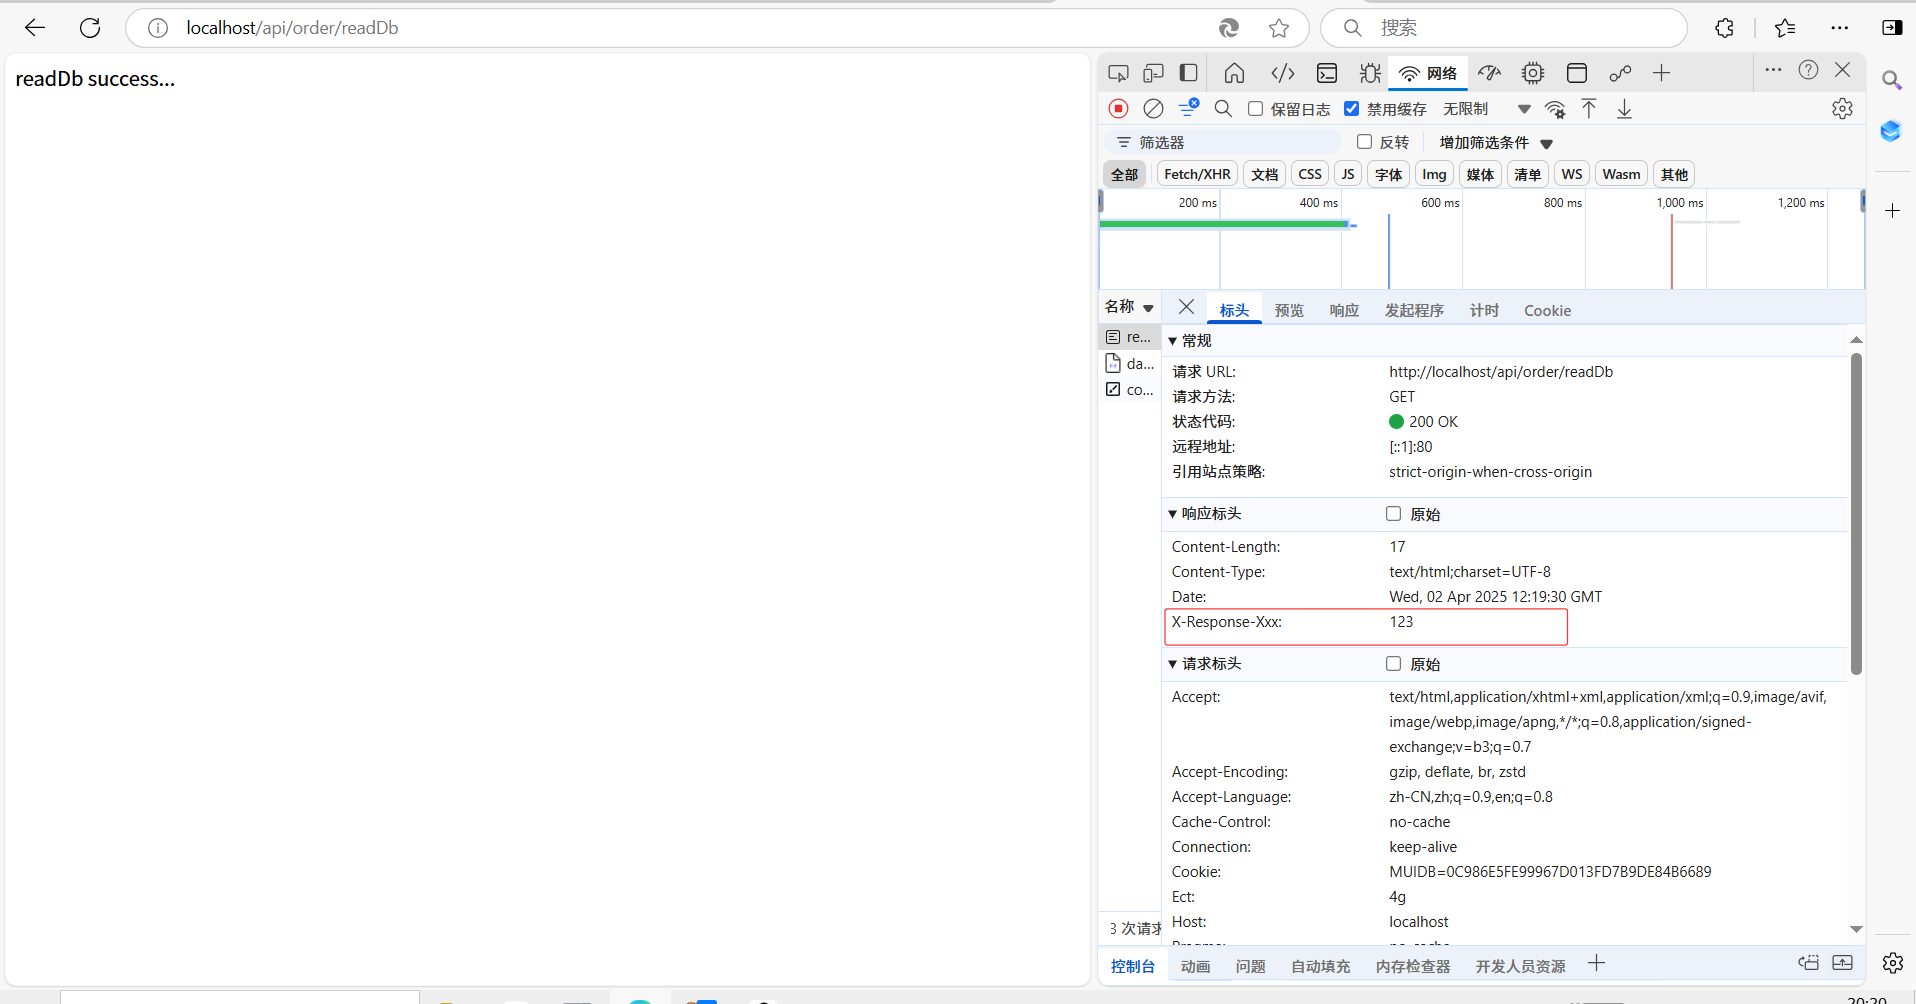 localhost/api/order/readDb
搜索
readDb success...
网络
保留日志
禁用缓存
无限制
筛选器
反转
增加筛选条件
全部
Fetch/XHR
文档
CSS
JS
字体
Img
媒体
清单
WS
Wasm
其他
200 ms
400 ms
600 ms
800 ms
1,000 ms
1,200 ms
名称
标头
预览
响应
发起程序
计时
Cookie
re...
da...
co...
常规
请求 URL: http://localhost/api/order/readDb
请求方法: GET
状态代码: 200 OK
远程地址: [::1]:80
引用站点策略: strict-origin-when-cross-origin
响应标头 原始
Content-Length: 17
Content-Type: text/html;charset=UTF-8
Date: Wed, 02 Apr 2025 12:19:30 GMT
X-Response-Xxx: 123
请求标头 原始
Accept: text/html,application/xhtml+xml,application/xml;q=0.9,image/avif,
image/webp,image/apng,*/*;q=0.8,application/signed-
exchange;v=b3;q=0.7
Accept-Encoding: gzip, deflate, br, zstd
Accept-Language: zh-CN,zh;q=0.9,en;q=0.8
Cache-Control: no-cache
Connection: keep-alive
Cookie: MUIDB=0C986E5FE99967D013FD7B9DE84B6689
Ect: 4g
Host: localhost
3 次请求
控制台
动画
问题
自动填充
内存检查器
开发人员资源
20:20